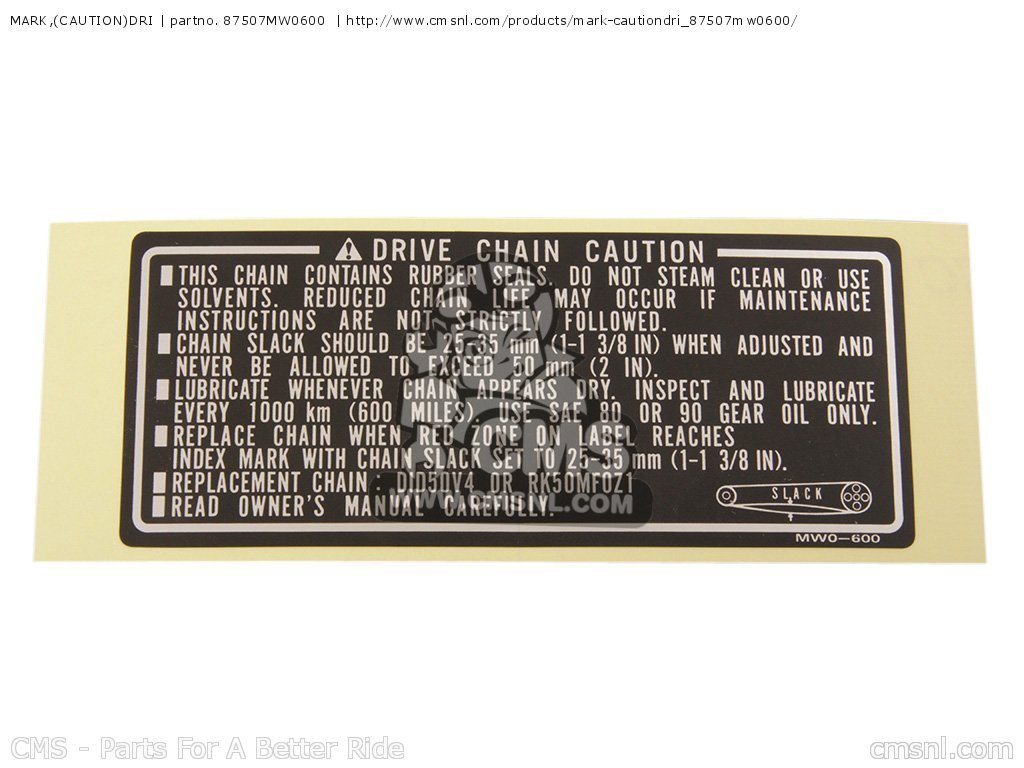 MARK,(CAUTION)DRI | partno. 87507MW0600 | http://www.cmsnl.com/products/mark-cautiondri_87507mw0600/
⚠ DRIVE CHAIN CAUTION
■ THIS CHAIN CONTAINS RUBBER SEALS. DO NOT STEAM CLEAN OR USE
SOLVENTS. REDUCED CHAIN LIFE MAY OCCUR IF MAINTENANCE
INSTRUCTIONS ARE NOT STRICTLY FOLLOWED.
■ CHAIN SLACK SHOULD BE 25~35 mm (1-1 3/8 IN) WHEN ADJUSTED AND
NEVER BE ALLOWED TO EXCEED 50 mm (2 IN).
■ LUBRICATE WHENEVER CHAIN APPEARS DRY. INSPECT AND LUBRICATE
EVERY 1000 km (600 MILES) USE SAE 80 OR 90 GEAR OIL ONLY.
■ REPLACE CHAIN WHEN RED ZONE ON LABEL REACHES
INDEX MARK WITH CHAIN SLACK SET TO 25~35 mm (1-1 3/8 IN).
■ REPLACEMENT CHAIN : DID50V4 OR RK50MFOZ1
■ READ OWNER'S MANUAL CAREFULLY.
SLACK
MW0-600
CMS
WWW.CMSNL.COM
CMS - Parts For A Better Ride
cmsnl.com